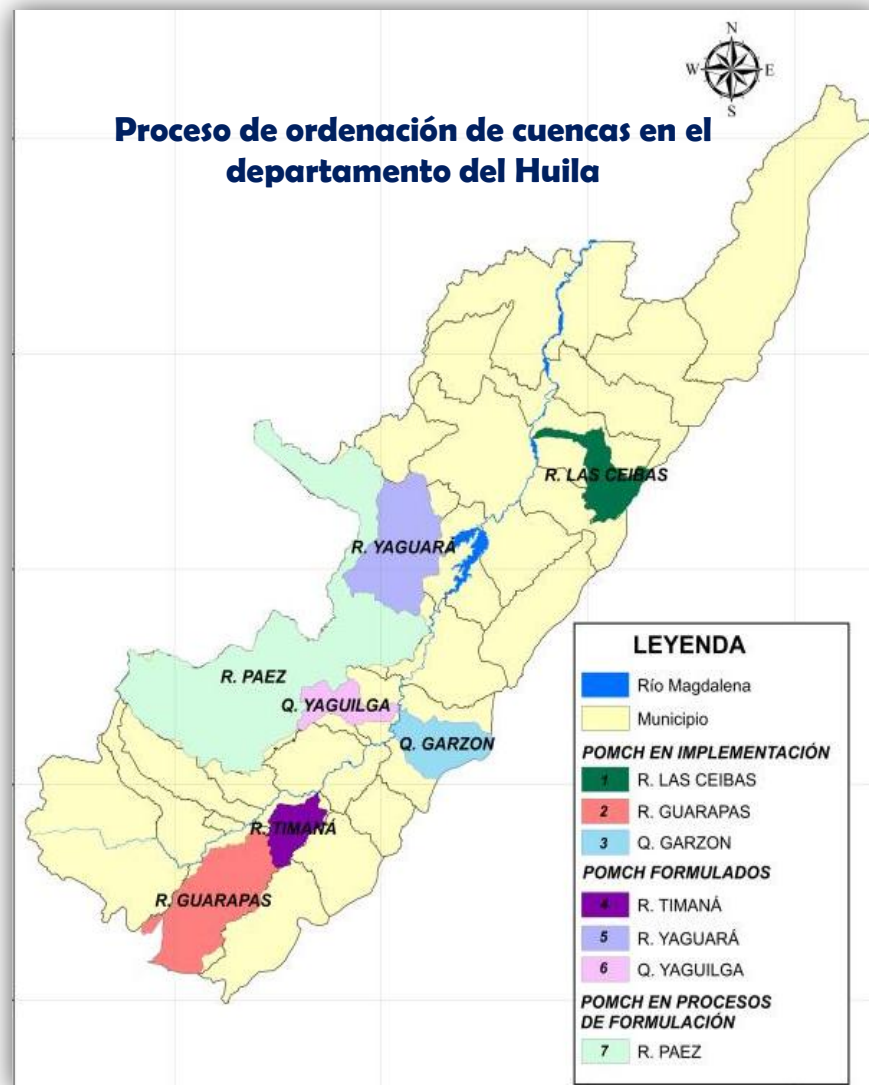 N
W E
S
Proceso de ordenación de cuencas en el
departamento del Huila
R. LAS CEIBAS
R. YAGUARÁ
R. PAEZ
Q. YAGUILGA
Q. GARZON
R. TIMANÁ
R. GUARAPAS
LEYENDA
Río Magdalena
Municipio
POMCH EN IMPLEMENTACIÓN
1 R. LAS CEIBAS
2 R. GUARAPAS
3 Q. GARZON
POMCH FORMULADOS
4 R. TIMANÁ
5 R. YAGUARÁ
6 Q. YAGUILGA
POMCH EN PROCESOS
DE FORMULACIÓN
7 R. PAEZ